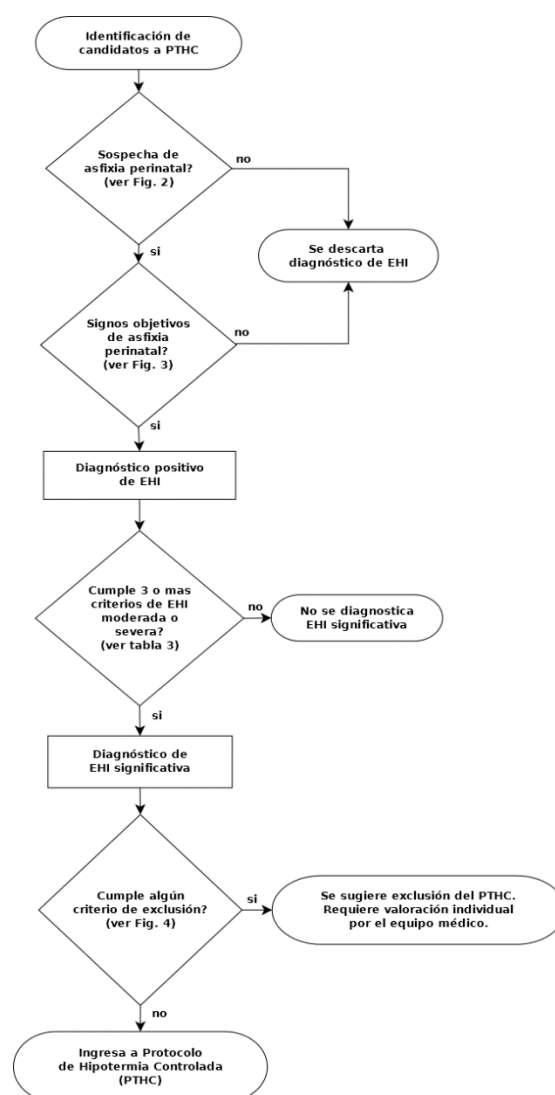 Identificación de
candidatos a PTHC
Sospecha de
asfixia perinatal?
(ver Fig. 2)
no
si
Se descarta
diagnóstico de EHI
Signos objetivos
de asfixia
perinatal?
(ver Fig. 3)
no
si
Diagnóstico positivo
de EHI
Cumple 3 o mas
criterios de EHI
moderada o
severa?
(ver tabla 3)
no
No se diagnostica
EHI significativa
si
Diagnóstico de
EHI significativa
Cumple algún
criterio de exclusión?
(ver Fig. 4)
si
Se sugiere exclusión del PTHC.
Requiere valoración individual
por el equipo médico.
no
Ingresa a Protocolo
de Hipotermia Controlada
(PTHC)